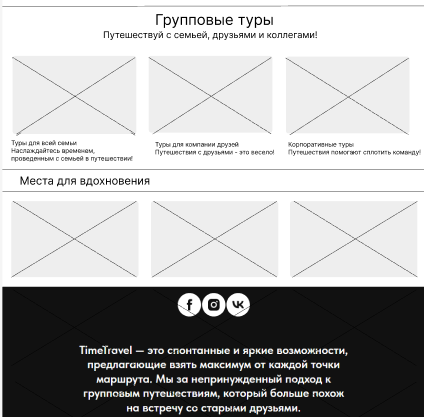 Групповые туры
Путешествуй с семьей, друзьями и коллегами!
Туры для всей семьи
Наслаждайтесь временем,
проведенным с семьей в путешествии!
Туры для компании друзей
Путешествия с друзьями - это весело!
Корпоративные туры
Путешествия помогают сплотить команду!
Места для вдохновения
TimeTravel — это спонтанные и яркие возможности,
предлагающие взять максимум от каждой точки
маршрута. Мы за непринужденный подход к
групповым путешествиям, который больше похож
на встречу со старыми друзьями.